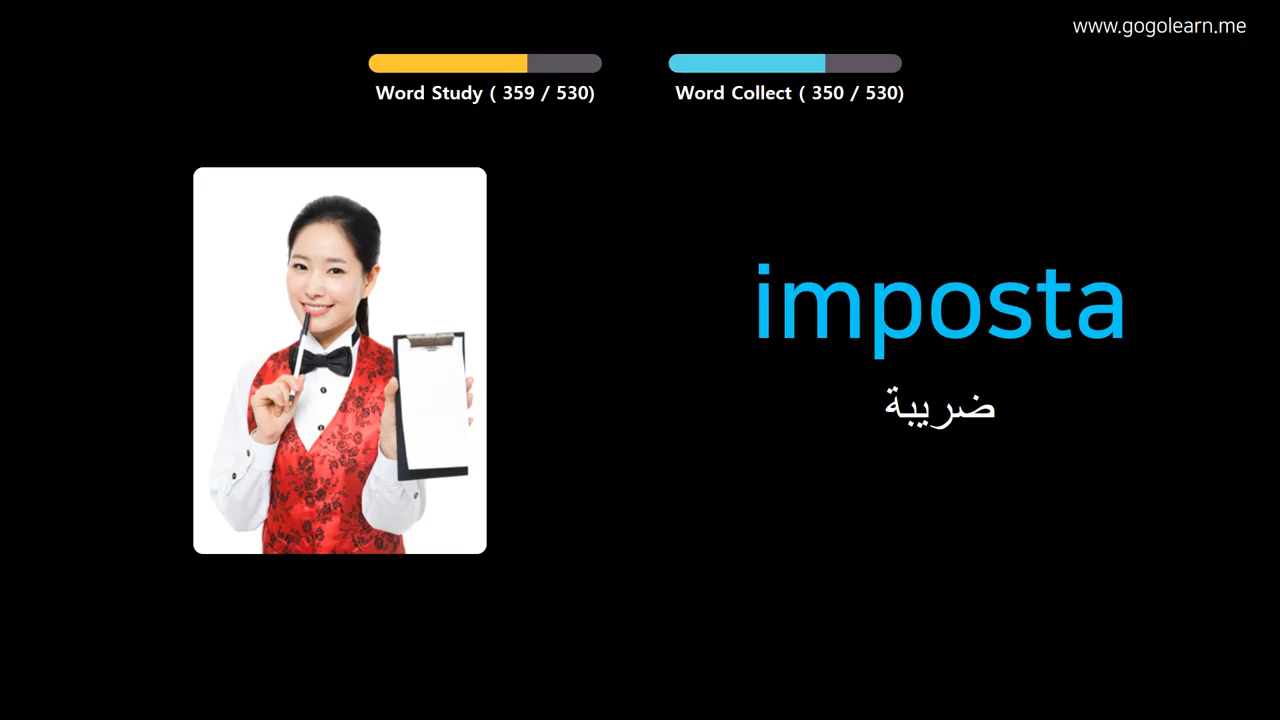 www.gogolearn.me
Word Study ( 359 / 530)
Word Collect ( 350 / 530)
imposta
ضريبة